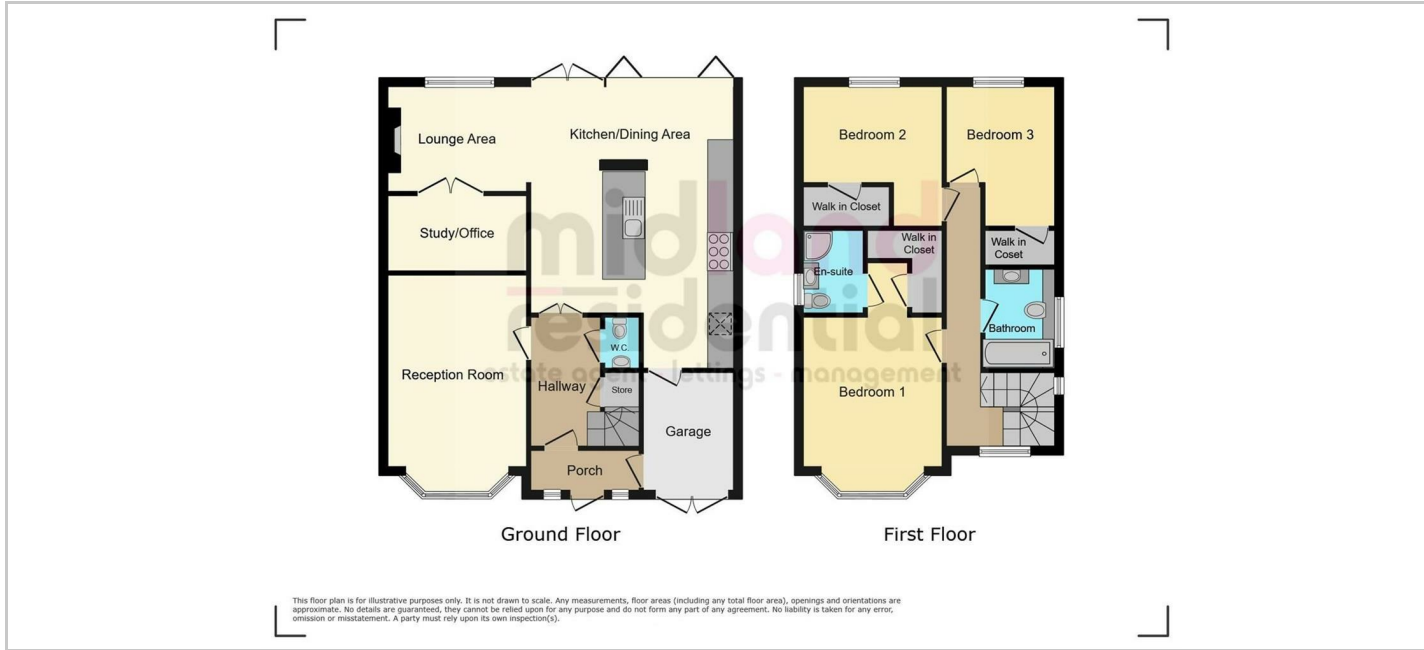 Lounge Area
Kitchen/Dining Area
Study/Office
Reception Room
Hallway
W.C.
Store
Garage
Porch
Ground Floor
Bedroom 2
Bedroom 3
Walk in Closet
Walk in
Closet
Walk in
Coset
En-suite
Bathroom
Bedroom 1
First Floor
midland
residential
estate agent - lettings - management
This floor plan is for illustrative purposes only. It is not drawn to scale. Any measurements, floor areas (including any total floor area), openings and orientations are
approximate. No details are guaranteed, they cannot be relied upon for any purpose and do not form any part of any agreement. No liability is taken for any error,
omission or misstatement. A party must rely upon its own inspection(s).